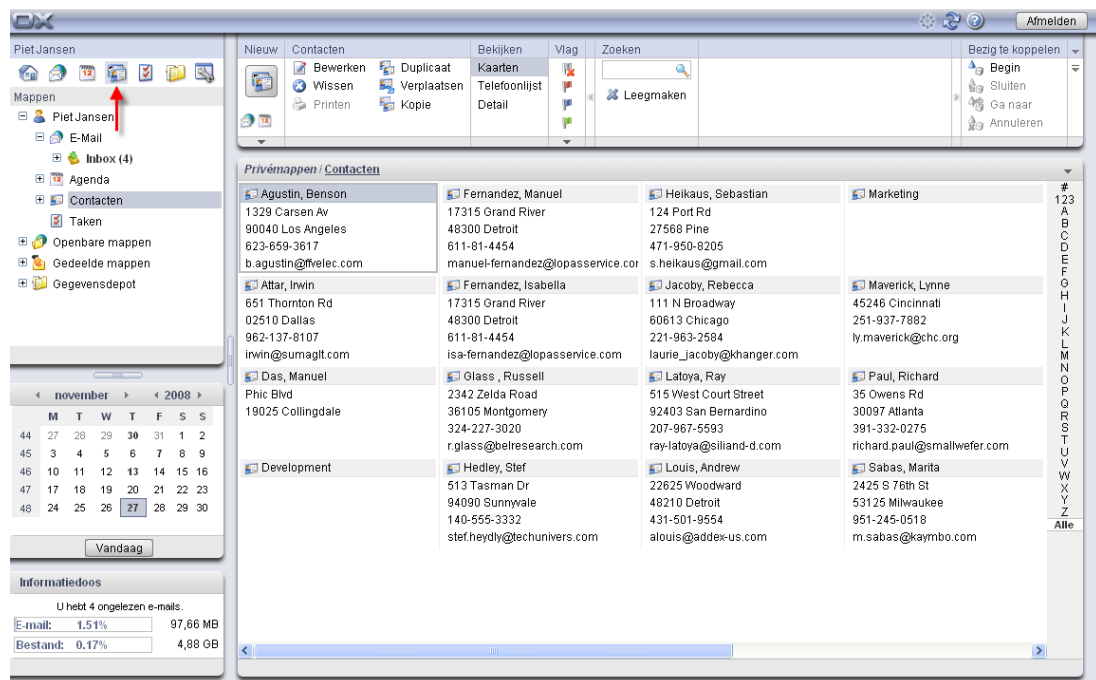 OX
Afmelden
Piet Jansen
Mappen
Piet Jansen
E-Mail
Inbox (4)
Agenda
Contacten
Taken
Openbare mappen
Gedeelde mappen
Gegevensdepot
november 2008
M T W T F S S
44 27 28 29 30 31 1 2
45 3 4 5 6 7 8 9
46 10 11 12 13 14 15 16
47 17 18 19 20 21 22 23
48 24 25 26 27 28 29 30
Vandaag
Informatiedoos
U hebt 4 ongelezen e-mails.
E-mail: 1.51% 97,66 MB
Bestand: 0.17% 4,88 GB
Nieuw
Contacten
Bewerken
Wissen
Printen
Duplicaat
Verplaatsen
Kopie
Bekijken
Kaarten
Telefoonlijst
Detail
Vlag
Zoeken
Leegmaken
Bezig te koppelen
Begin
Sluiten
Ga naar
Annuleren
Privémappen / Contacten
Agustin, Benson
1329 Carsen Av
90040 Los Angeles
623-659-3617
b.agustin@ffvelec.com
Attar, Irwin
651 Thornton Rd
02510 Dallas
962-137-8107
irwin@sumaglt.com
Das, Manuel
Phic Blvd
19025 Collingdale
Development
Fernandez, Manuel
17315 Grand River
48300 Detroit
611-81-4454
manuel-fernandez@lopasservice.cor
Fernandez, Isabella
17315 Grand River
48300 Detroit
611-81-4454
isa-fernandez@lopasservice.com
Glass , Russell
2342 Zelda Road
36105 Montgomery
324-227-3020
r.glass@belresearch.com
Hedley, Stef
513 Tasman Dr
94090 Sunnyvale
140-555-3332
stef.heydly@techunivers.com
Heikaus, Sebastian
124 Port Rd
27568 Pine
471-950-8205
s.heikaus@gmail.com
Jacoby, Rebecca
111 N Broadway
60613 Chicago
221-963-2584
laurie_jacoby@khanger.com
Latoya, Ray
515 West Court Street
92403 San Bernardino
207-967-5593
ray-latoya@siliand-d.com
Louis, Andrew
22625 Woodward
48210 Detroit
431-501-9554
alouis@addex-us.com
Marketing
Maverick, Lynne
45246 Cincinnati
251-937-7882
ly.maverick@chc.org
Paul, Richard
35 Owens Rd
30097 Atlanta
391-332-0275
richard.paul@smallwefer.com
Sabas, Marita
2425 S 76th St
53125 Milwaukee
951-245-0518
m.sabas@kaymbo.com
#
123
A
B
C
D
E
F
G
H
I
J
K
L
M
N
O
P
Q
R
S
T
U
V
W
X
Y
Z
Alle